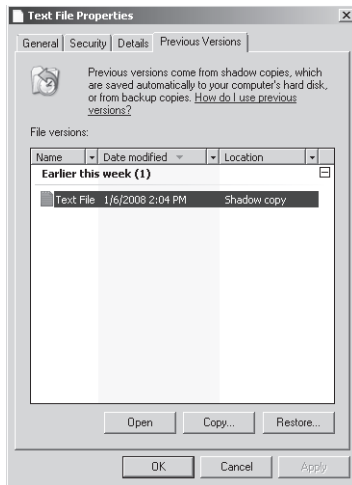 Text File Properties
General Security Details Previous Versions
Previous versions come from shadow copies, which
are saved automatically to your computer's hard disk,
or from backup copies. How do I use previous
versions?
File versions:
Name Date modified Location
Earlier this week (1)
Text File 1/6/2008 2:04 PM Shadow copy
Open Copy... Restore...
OK Cancel Apply